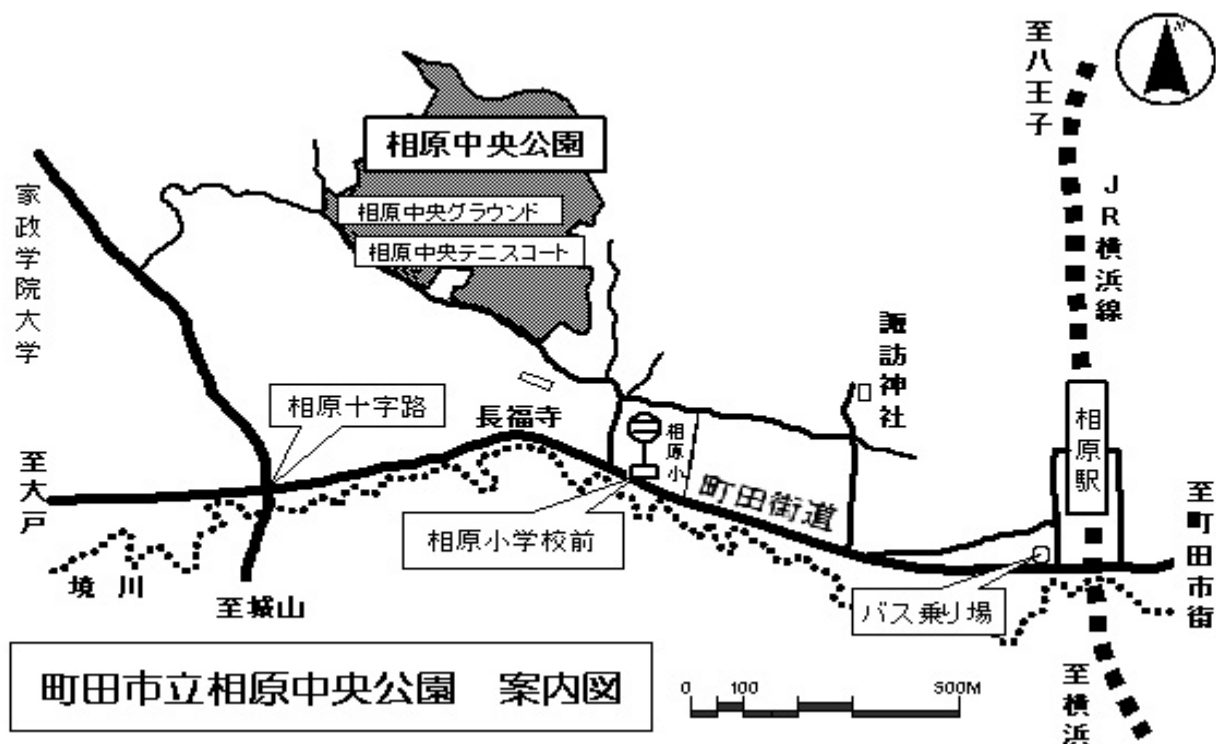 至八王子
N
相原中央公園
JR横浜線
家政学院大学
相原中央グラウンド
相原中央テニスコート
諏訪神社
相原十字路
長福寺
相原小
相原駅
至大戸
町田街道
至町田市街
相原小学校前
境川
至城山
バス乗り場
町田市立相原中央公園 案内図
0 100 500M
至横浜